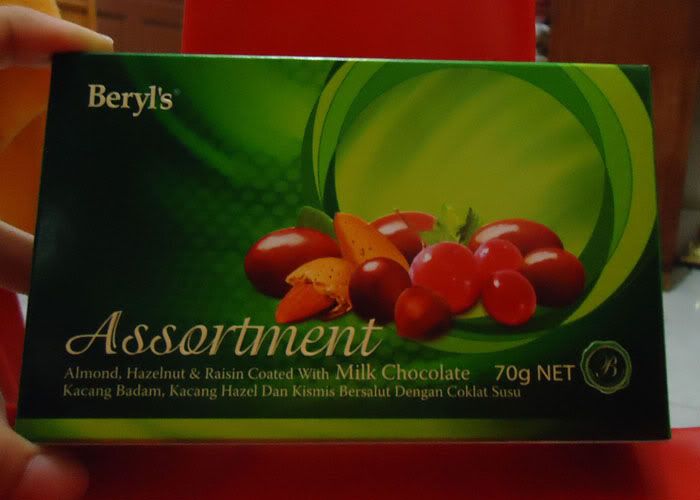 Beryl's®
Assortment
Almond, Hazelnut & Raisin Coated With Milk Chocolate 70g NET
Kacang Badam, Kacang Hazel Dan Kismis Bersalut Dengan Coklat Susu
B